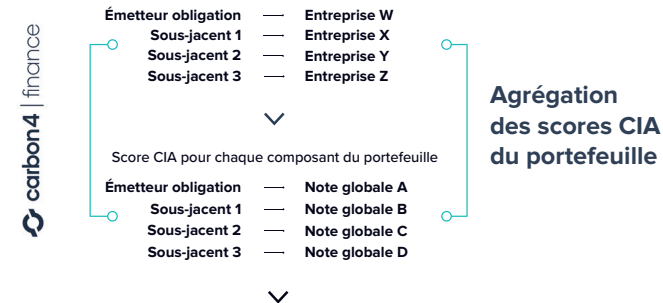 Émetteur obligation — Entreprise W
Sous-jacent 1 — Entreprise X
Sous-jacent 2 — Entreprise Y
Sous-jacent 3 — Entreprise Z
Score CIA pour chaque composant du portefeuille
Émetteur obligation — Note globale A
Sous-jacent 1 — Note globale B
Sous-jacent 2 — Note globale C
Sous-jacent 3 — Note globale D
Agrégation
des scores CIA
du portefeuille
carbon4 | finance